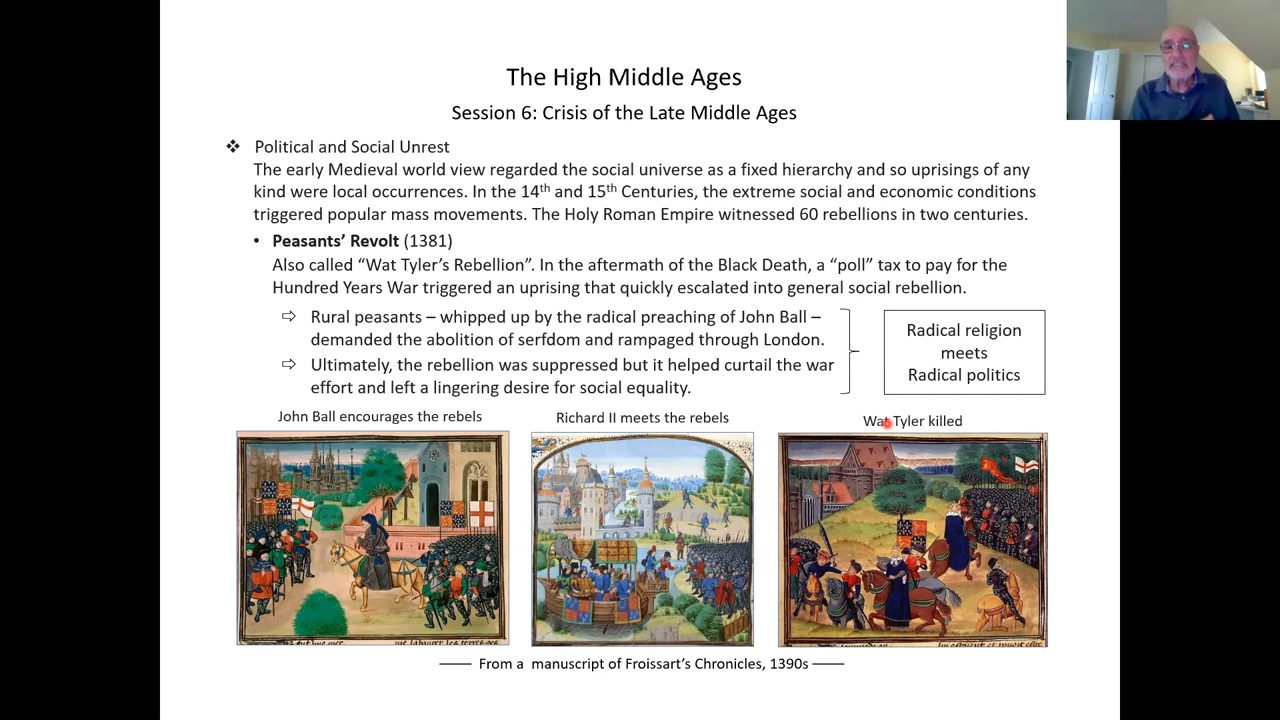 The High Middle Ages
Session 6: Crisis of the Late Middle Ages
❖ Political and Social Unrest
The early Medieval world view regarded the social universe as a fixed hierarchy and so uprisings of any
kind were local occurrences. In the 14th and 15th Centuries, the extreme social and economic conditions
triggered popular mass movements. The Holy Roman Empire witnessed 60 rebellions in two centuries.
• Peasants’ Revolt (1381)
Also called “Wat Tyler’s Rebellion”. In the aftermath of the Black Death, a “poll” tax to pay for the
Hundred Years War triggered an uprising that quickly escalated into general social rebellion.
⇨ Rural peasants – whipped up by the radical preaching of John Ball –
demanded the abolition of serfdom and rampaged through London.
⇨ Ultimately, the rebellion was suppressed but it helped curtail the war
effort and left a lingering desire for social equality.
Radical religion
meets
Radical politics
John Ball encourages the rebels
Richard II meets the rebels
Wat Tyler killed
From a manuscript of Froissart’s Chronicles, 1390s